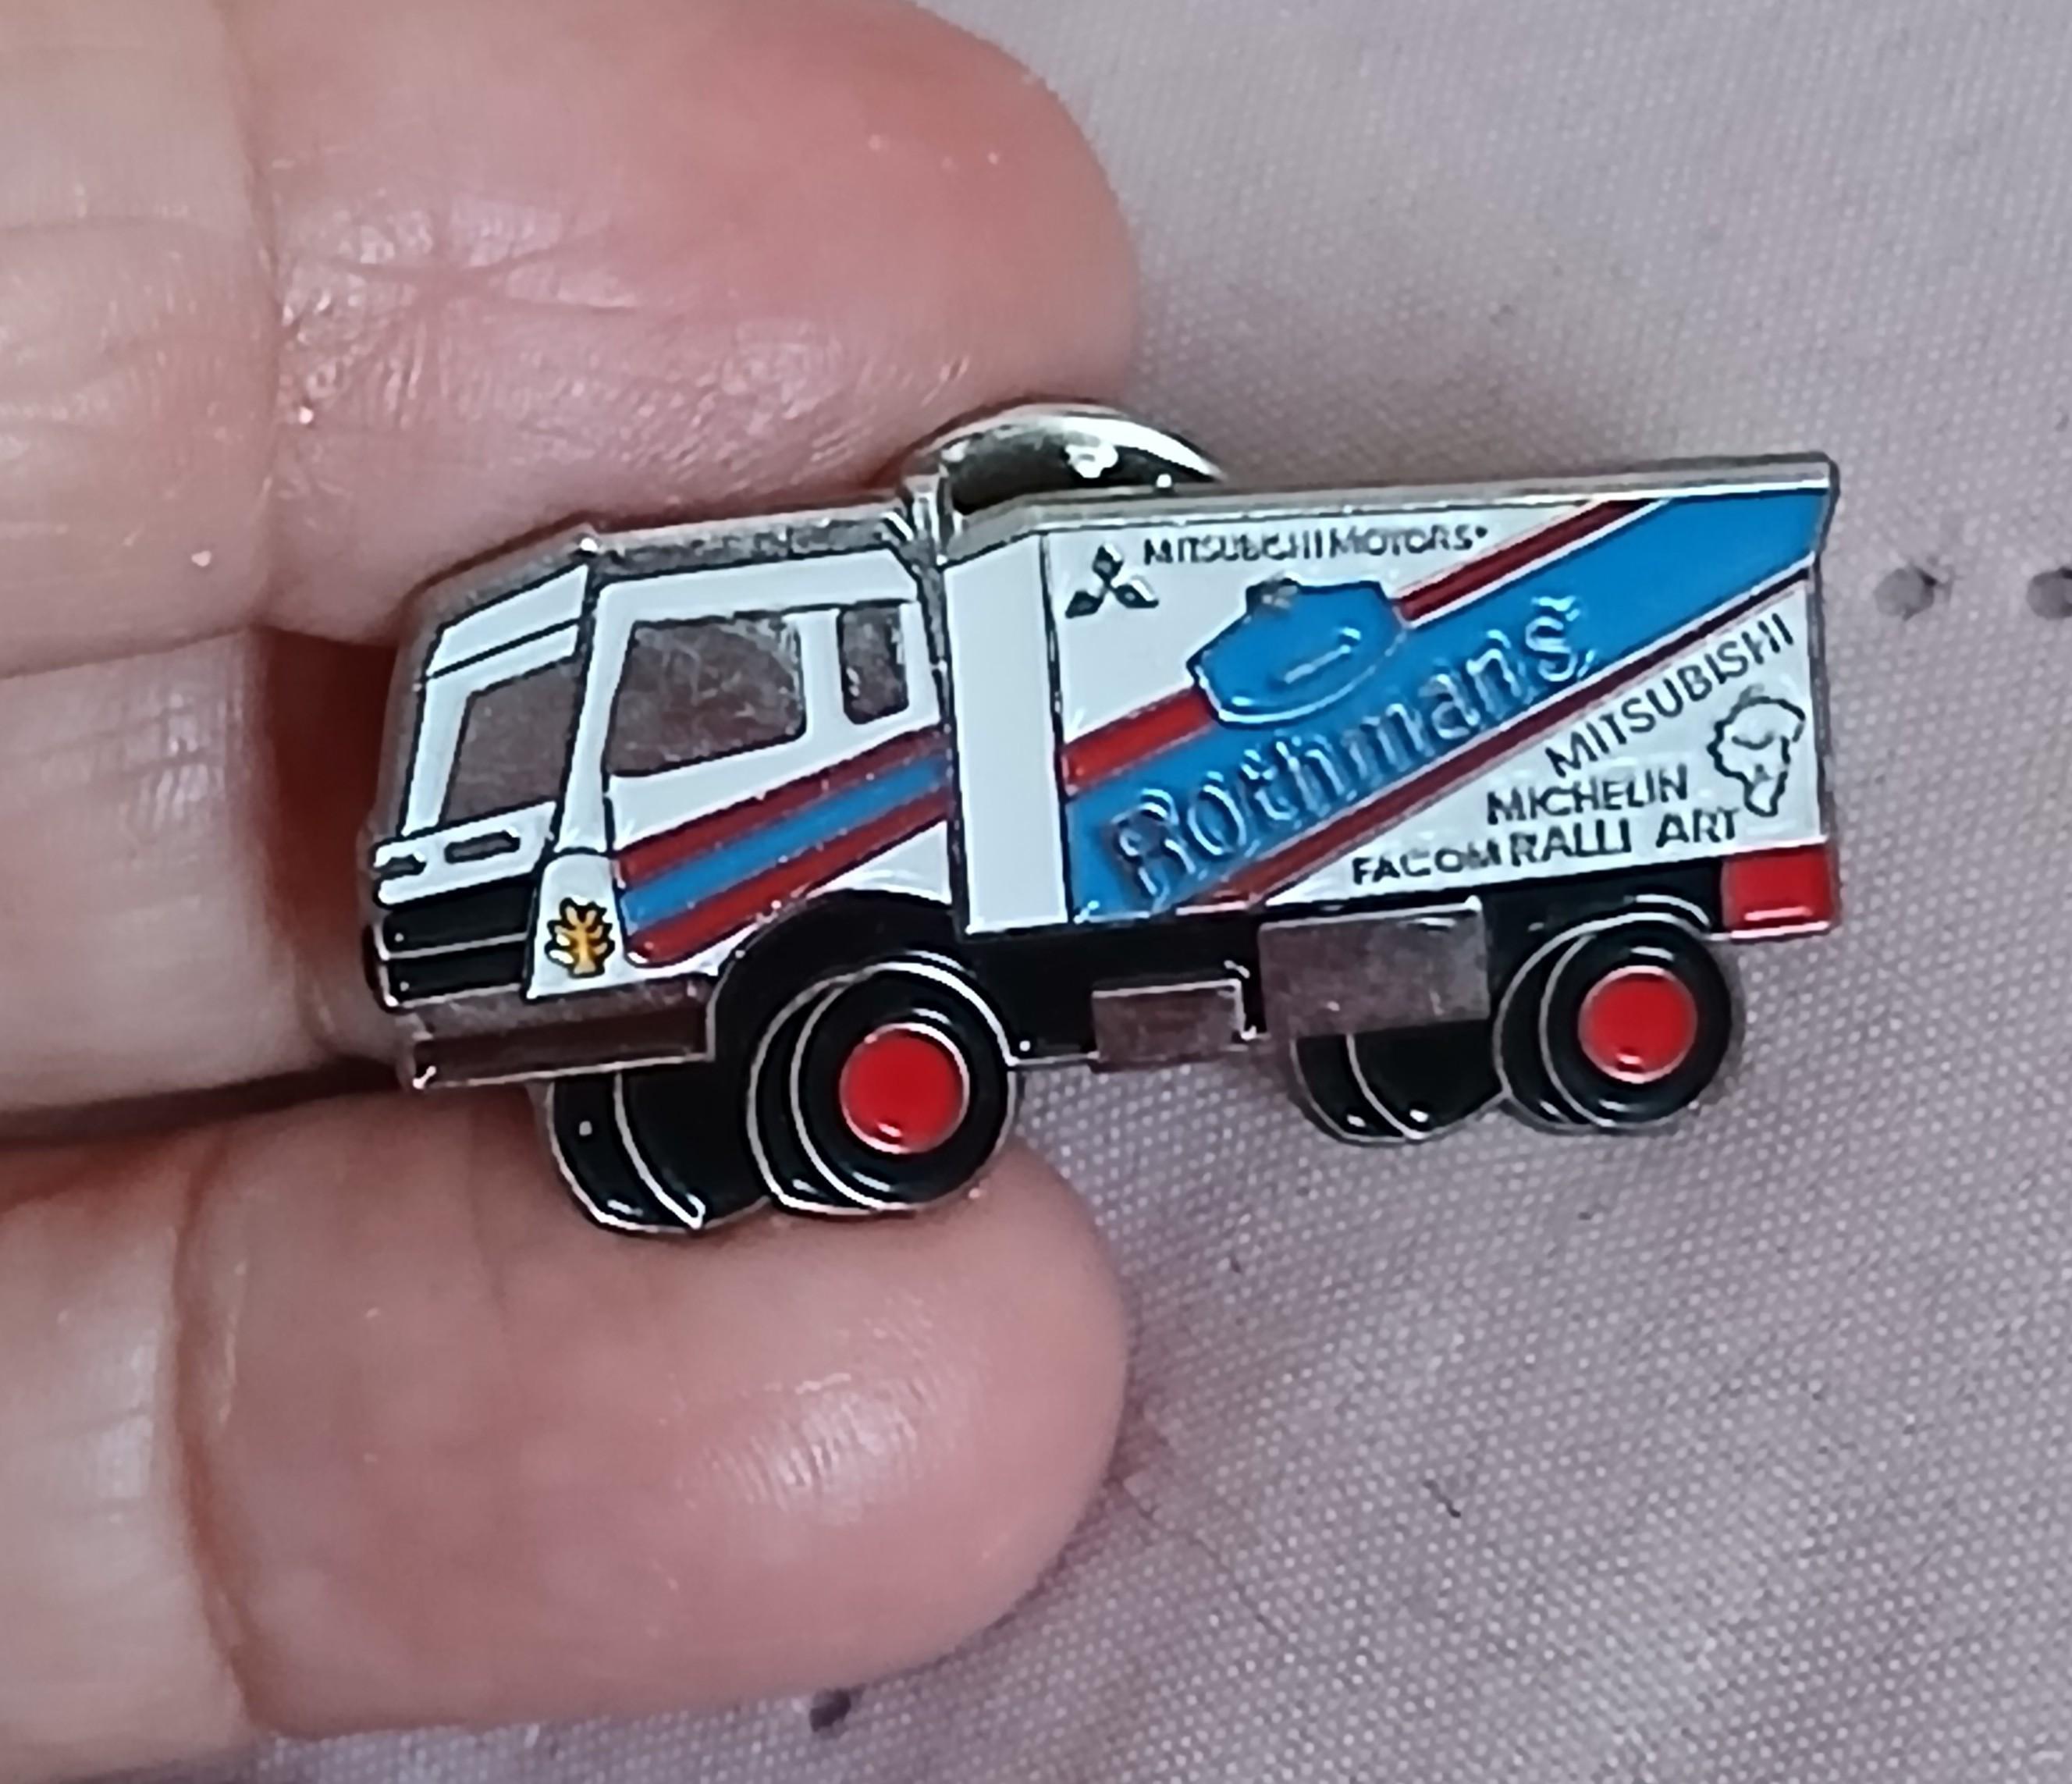 MITSUBISHI MOTORS
Rothmans
MITSUBISHI
MICHELIN
FACOM RALLI ART